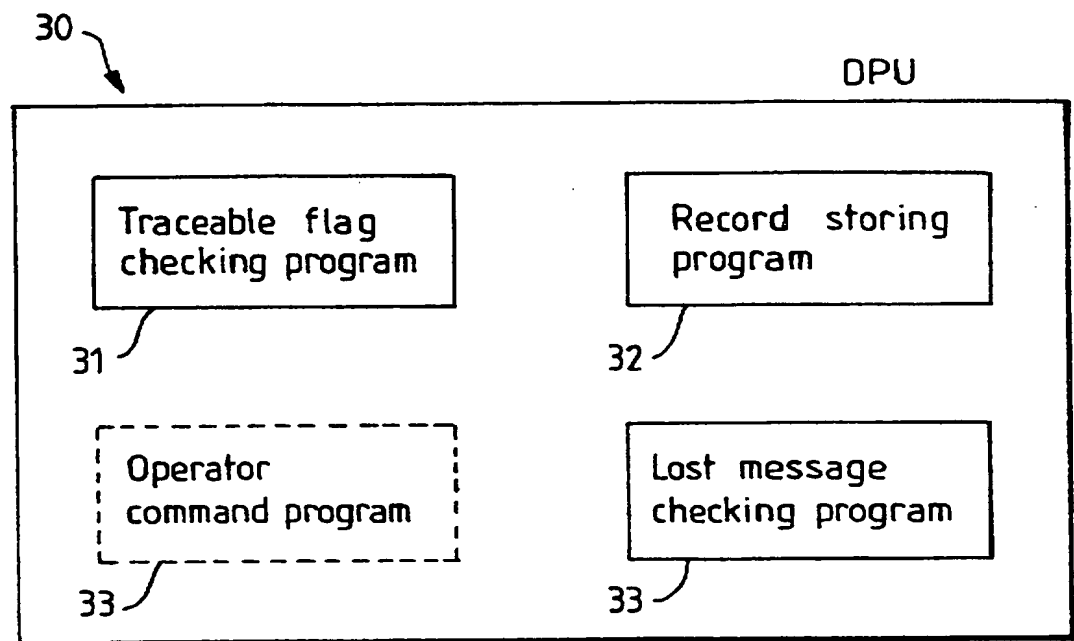 30
DPU
Traceable flag
checking program
31
Record storing
program
32
Operator
command program
33
Lost message
checking program
33